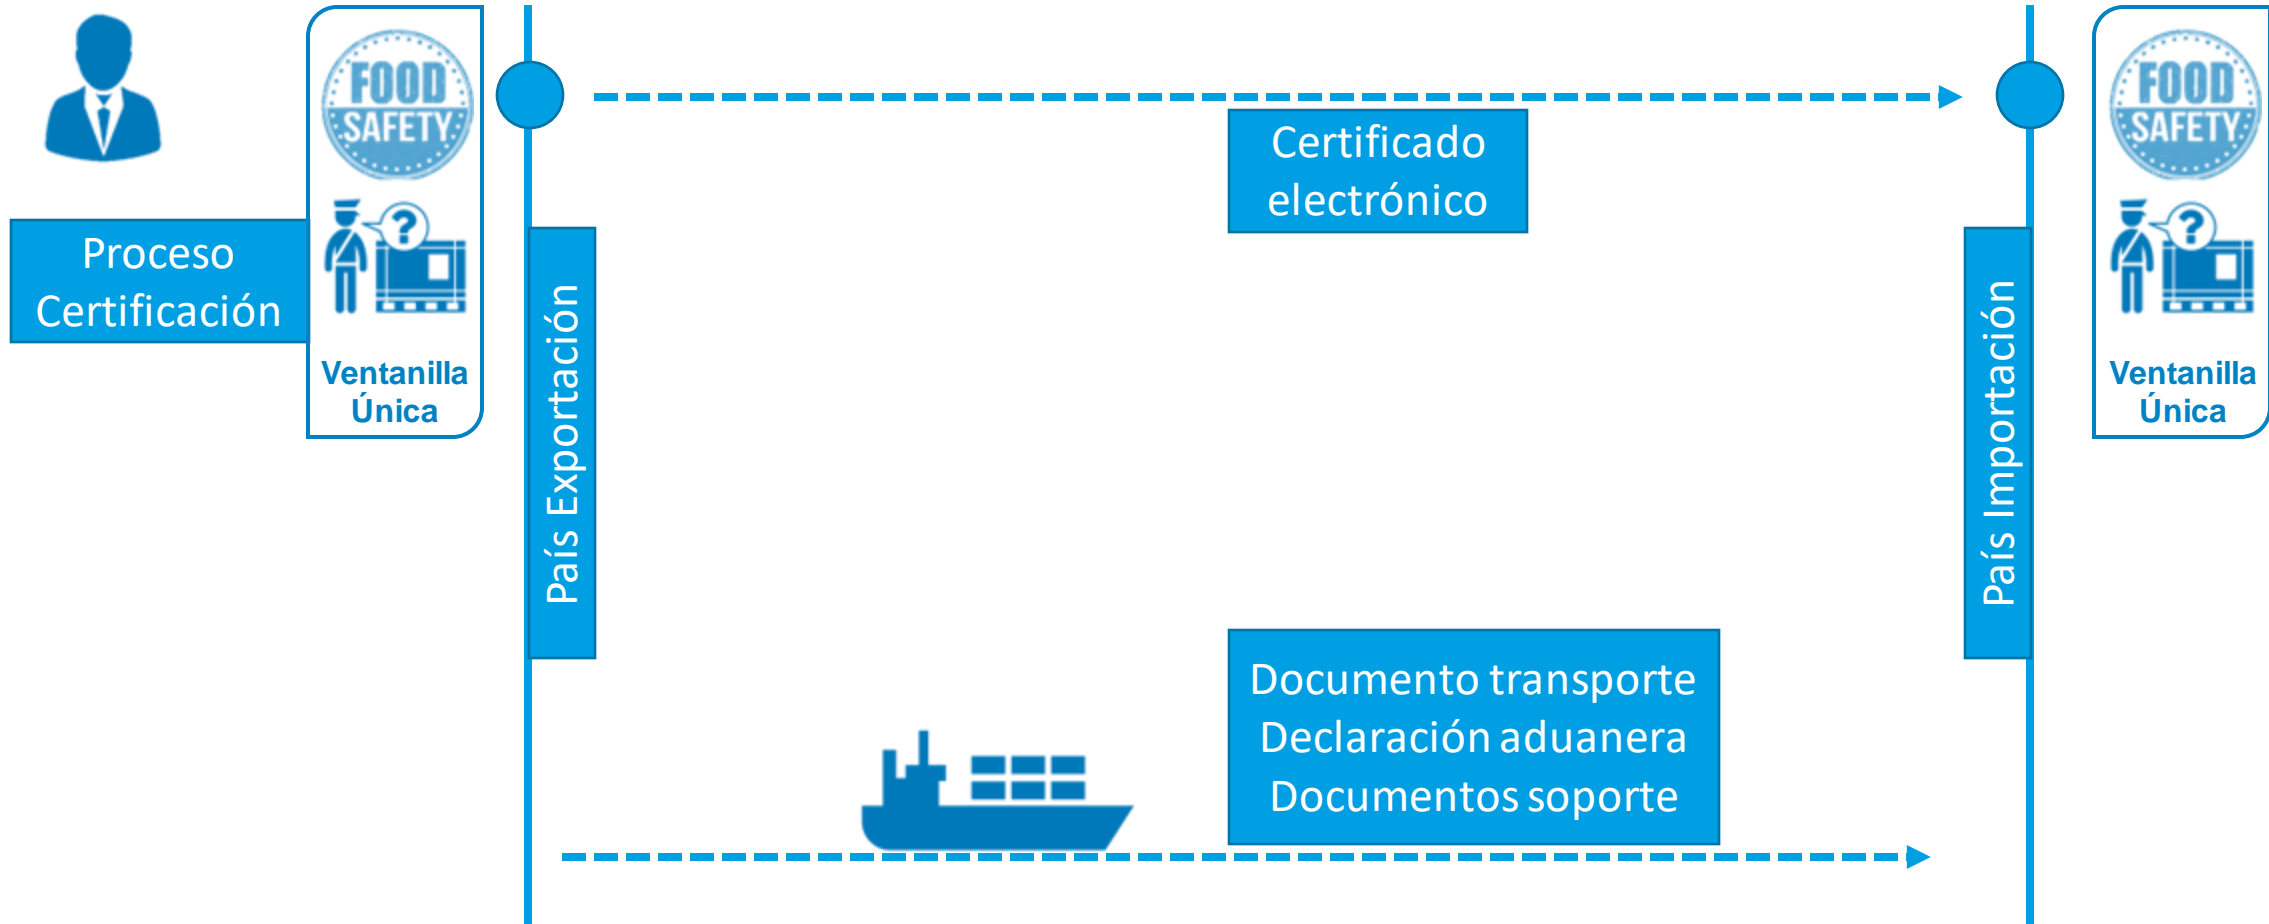 FOOD
SAFETY
?
Proceso
Certificación
Ventanilla
Única
País Exportación
Certificado
electrónico
Documento transporte
Declaración aduanera
Documentos soporte
País Importación
FOOD
SAFETY
?
Ventanilla
Única